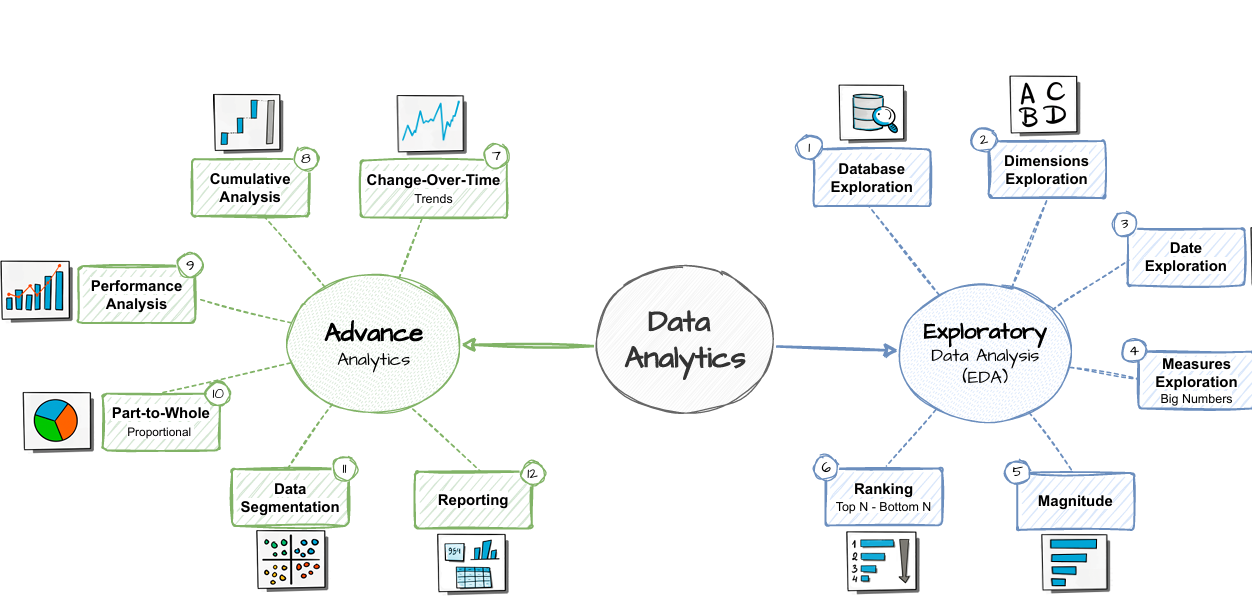 Data
Analytics
Exploratory
Data Analysis
(EDA)
1
Database
Exploration
2
A C
B D
Dimensions
Exploration
3
Date
Exploration
4
Measures
Exploration
Big Numbers
5
Magnitude
6
Ranking
Top N - Bottom N
1
2
3
4
Advance
Analytics
7
Change-Over-Time
Trends
8
Cumulative
Analysis
9
Performance
Analysis
10
Part-to-Whole
Proportional
11
Data
Segmentation
12
Reporting